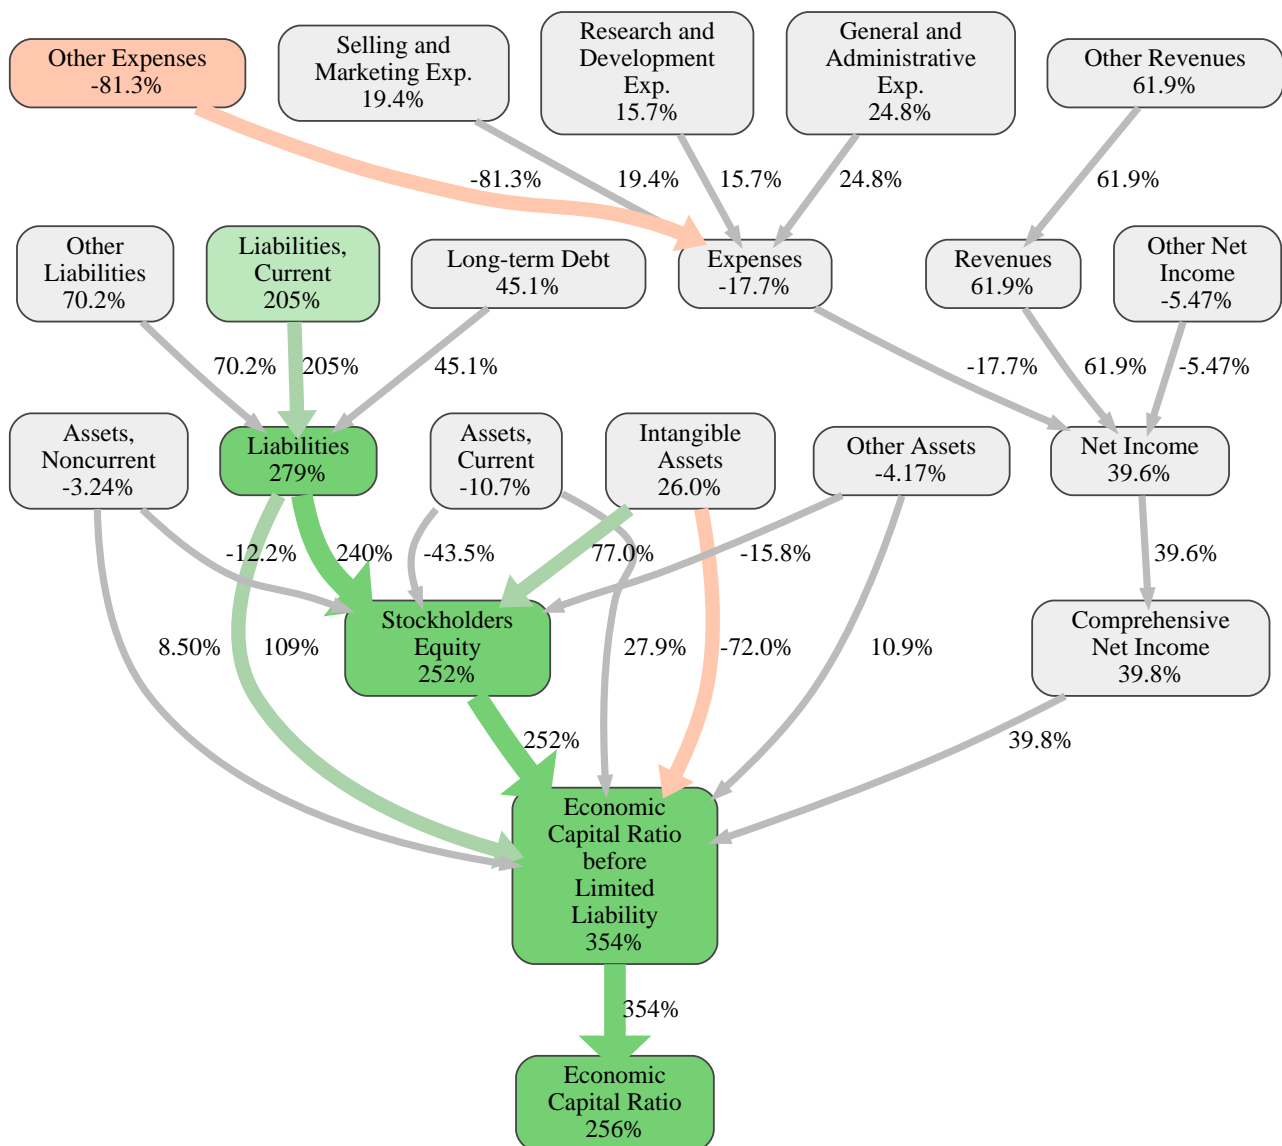 Other Expenses
-81.3%
Selling and
Marketing Exp.
19.4%
Research and
Development
Exp.
15.7%
General and
Administrative
Exp.
24.8%
Other Revenues
61.9%
-81.3%
19.4%
15.7%
24.8%
61.9%
Other
Liabilities
70.2%
Liabilities,
Current
205%
Long-term Debt
45.1%
Expenses
-17.7%
Revenues
61.9%
Other Net
Income
-5.47%
70.2%
205%
45.1%
-17.7%
61.9%
-5.47%
Assets,
Noncurrent
-3.24%
Liabilities
279%
Assets,
Current
-10.7%
Intangible
Assets
26.0%
Other Assets
-4.17%
Net Income
39.6%
-12.2%
240%
-43.5%
77.0%
-15.8%
39.6%
Stockholders
Equity
252%
Comprehensive
Net Income
39.8%
8.50%
109%
27.9%
-72.0%
10.9%
252%
39.8%
Economic
Capital Ratio
before
Limited
Liability
354%
354%
Economic
Capital Ratio
256%